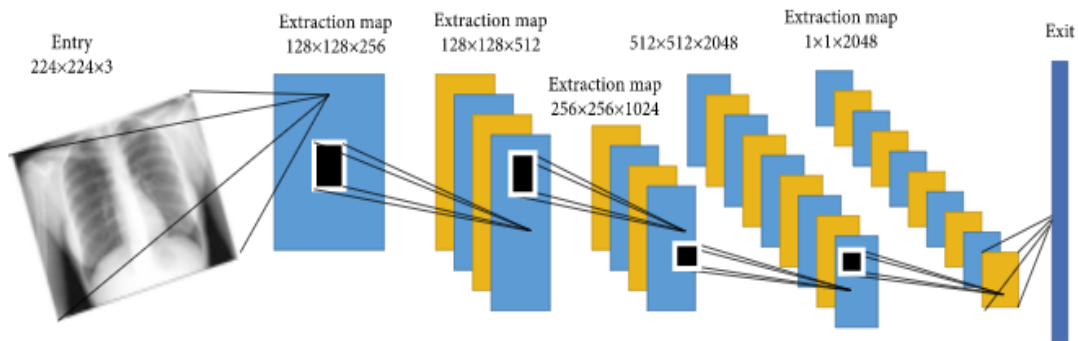 Entry
224×224×3
Extraction map
128×128×256
Extraction map
128×128×512
Extraction map
256×256×1024
512×512×2048
Extraction map
1×1×2048
Exit